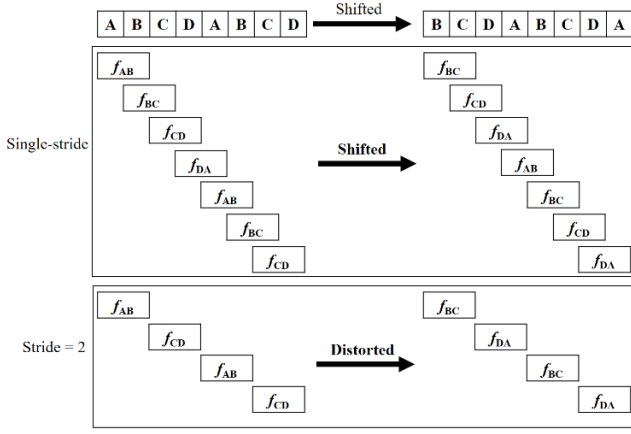 Shifted
A B C D A B C D
B C D A B C D A
f_AB
f_BC
f_BC
f_CD
f_CD
f_DA
Single-stride
f_DA
Shifted
f_AB
f_AB
f_BC
f_BC
f_CD
f_CD
f_DA
f_AB
f_BC
Stride = 2
f_CD
Distorted
f_DA
f_AB
f_BC
f_CD
f_DA